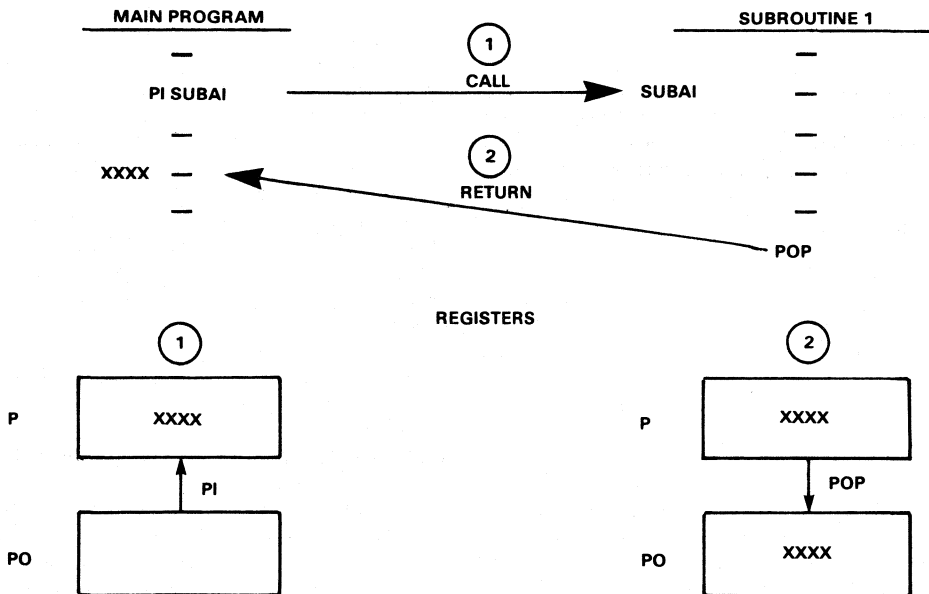 MAIN PROGRAM
SUBROUTINE 1
1
CALL
PI SUBAI
SUBAI
2
RETURN
XXXX
POP
REGISTERS
1
2
P
XXXX
P
XXXX
PI
POP
PO
PO
XXXX